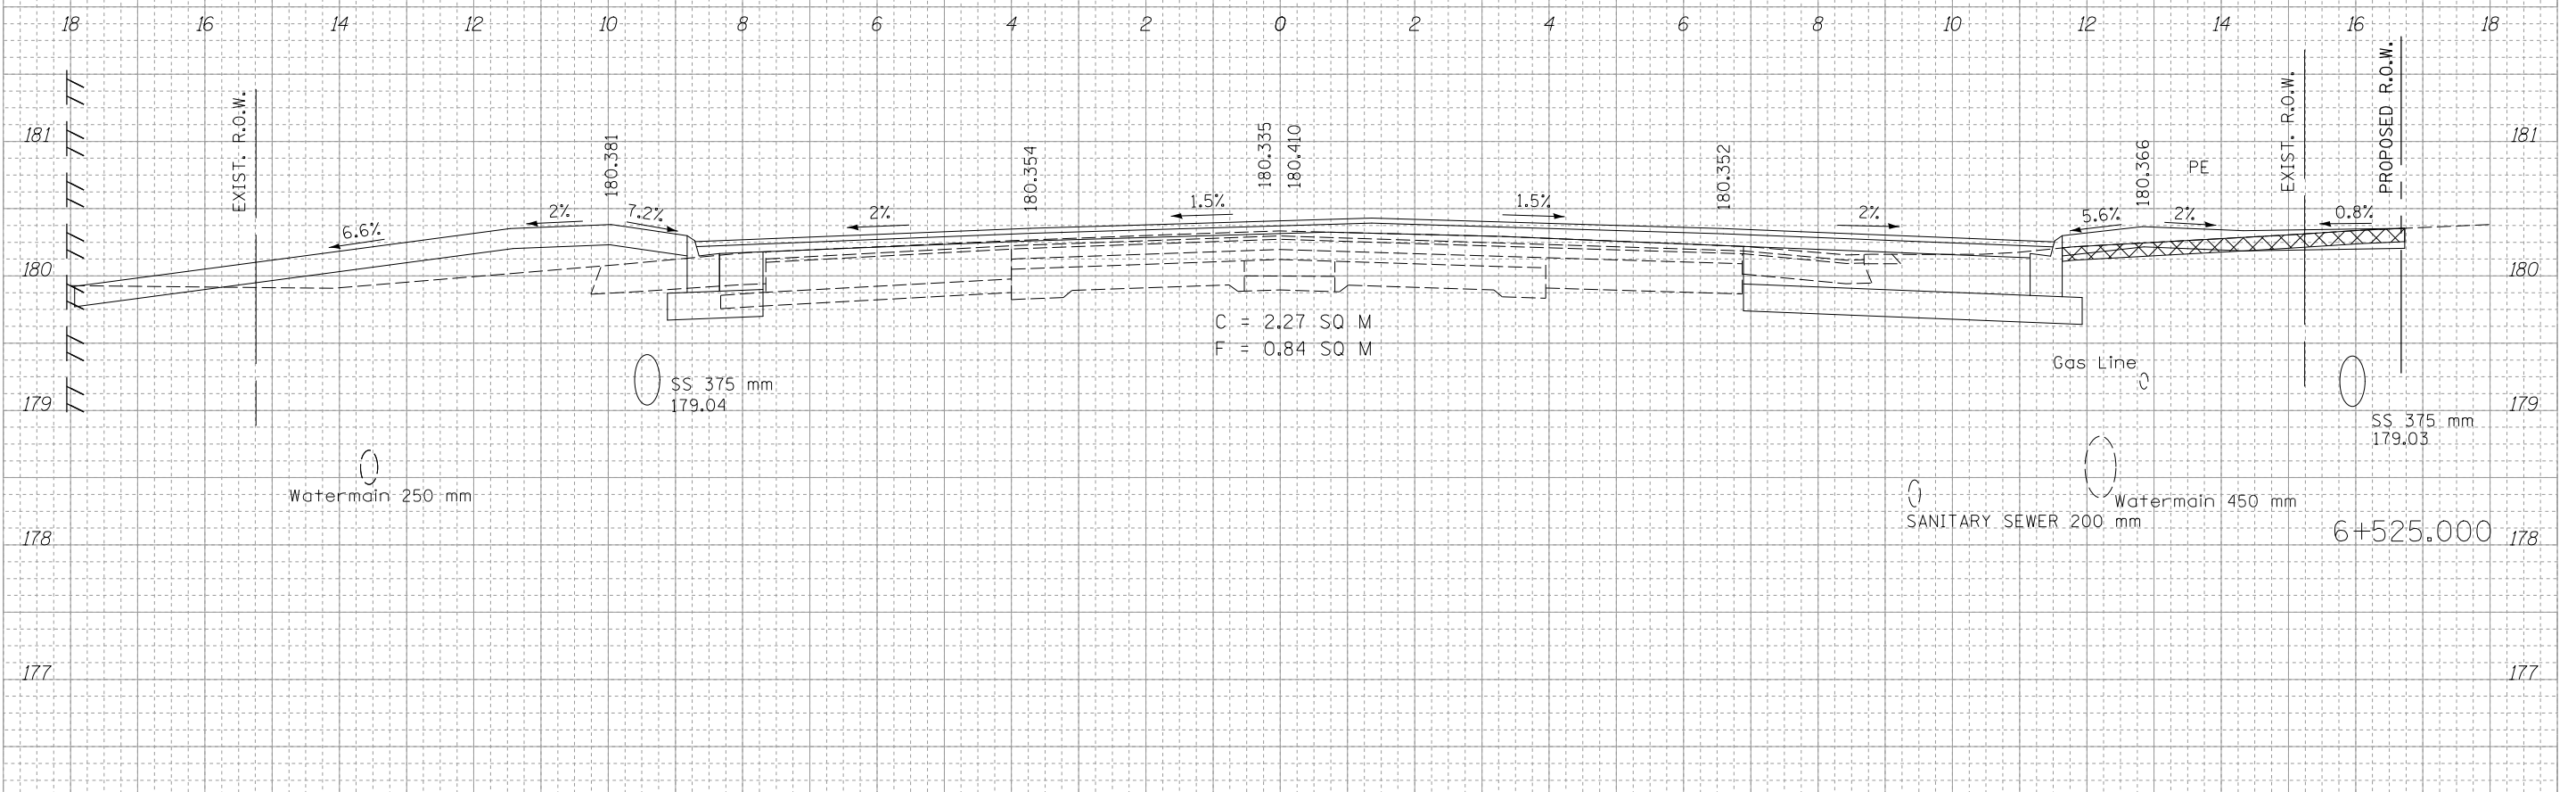 18 16 14 10 8 6 4 2 0 2 4 6 8 10 12 14 16 18
EXIST. R.O.W.
180.381
180.354
180.335
180.410
180.352
180.366
PE
EXIST. R.O.W.
PROPOSED R.O.W.
181 181
6.6% 2% 7.2% 2% 1.5% 1.5% 2% 5.6% 2% 0.8%
180 180
C = 2.27 SQ M
F = 0.84 SQ M
Gas Line
SS 375 mm
179.04
179 179
SS 375 mm
179.03
Watermain 250 mm
Watermain 450 mm
SANITARY SEWER 200 mm
6+525.000
178 178
177 177